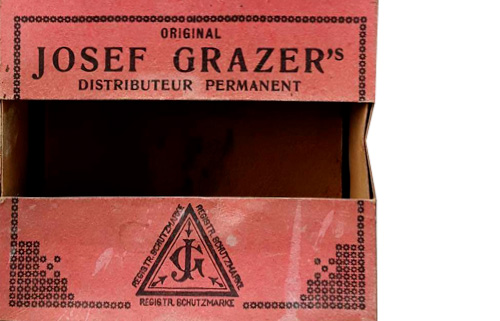 ORIGINAL
JOSEF GRAZER'S
DISTRIBUTEUR PERMANENT
REGISTR. SCHUTZMARKE
REGISTR. SCHUTZMARKE
JG
REGISTR. SCHUTZMARKE